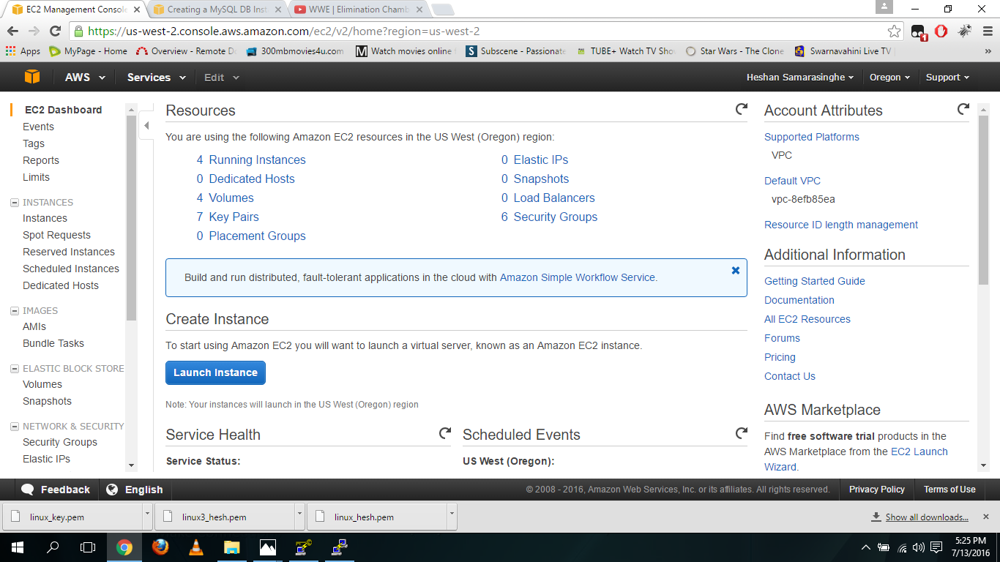 EC2 Management Console
Creating a MySQL DB Inst
WWE | Elimination Chamb
https://us-west-2.console.aws.amazon.com/ec2/v2/home?region=us-west-2
1
Apps
MyPage - Home
Overview - Remote D
300mbmovies4u.com
Watch movies online f
Subscene - Passionate
TUBE+ Watch TV Sho
Star Wars - The Clone
Swarnavahini Live TV |
»
AWS
Services
Edit
Heshan Samarasinghe
Oregon
Support
EC2 Dashboard
Events
Tags
Reports
Limits
INSTANCES
Instances
Spot Requests
Reserved Instances
Scheduled Instances
Dedicated Hosts
IMAGES
AMIs
Bundle Tasks
ELASTIC BLOCK STORE
Volumes
Snapshots
NETWORK & SECURITY
Security Groups
Elastic IPs
Resources
You are using the following Amazon EC2 resources in the US West (Oregon) region:
4 Running Instances
0 Elastic IPs
0 Dedicated Hosts
0 Snapshots
4 Volumes
0 Load Balancers
7 Key Pairs
6 Security Groups
0 Placement Groups
Build and run distributed, fault-tolerant applications in the cloud with Amazon Simple Workflow Service.
Create Instance
To start using Amazon EC2 you will want to launch a virtual server, known as an Amazon EC2 instance.
Launch Instance
Note: Your instances will launch in the US West (Oregon) region
Service Health
Service Status:
Scheduled Events
US West (Oregon):
Account Attributes
Supported Platforms
VPC
Default VPC
vpc-8efb85ea
Resource ID length management
Additional Information
Getting Started Guide
Documentation
All EC2 Resources
Forums
Pricing
Contact Us
AWS Marketplace
Find free software trial products in the
AWS Marketplace from the EC2 Launch
Wizard.
Feedback
English
© 2008 - 2016, Amazon Web Services, Inc. or its affiliates. All rights reserved.
Privacy Policy
Terms of Use
linux_key.pem
linux3_hesh.pem
linux_hesh.pem
Show all downloads...
5:25 PM
7/13/2016